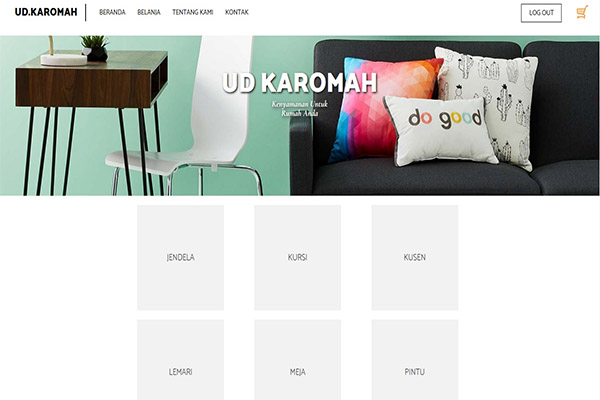 UD.KAROMAH
BERANDA BELANJA TENTANG KAMI KONTAK
LOG OUT
UD KAROMAH
Kenyamanan Untuk
Rumah Anda
do good
JENDELA KURSI KUSEN
LEMARI MEJA PINTU